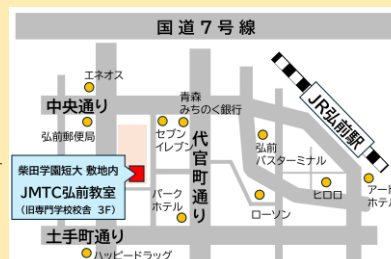 国道7号線
エネオス
中央通り
弘前郵便局
セブン
イレブン
青森
みちのく銀行
代官町通り
JR弘前駅
弘前
バスターミナル
ヒロロ
アート
ホテル
ローソン
パーク
ホテル
柴田学園短大 敷地内
JMTC弘前教室
(旧専門学校校舎 3F)
土手町通り
ハッピードラッグ